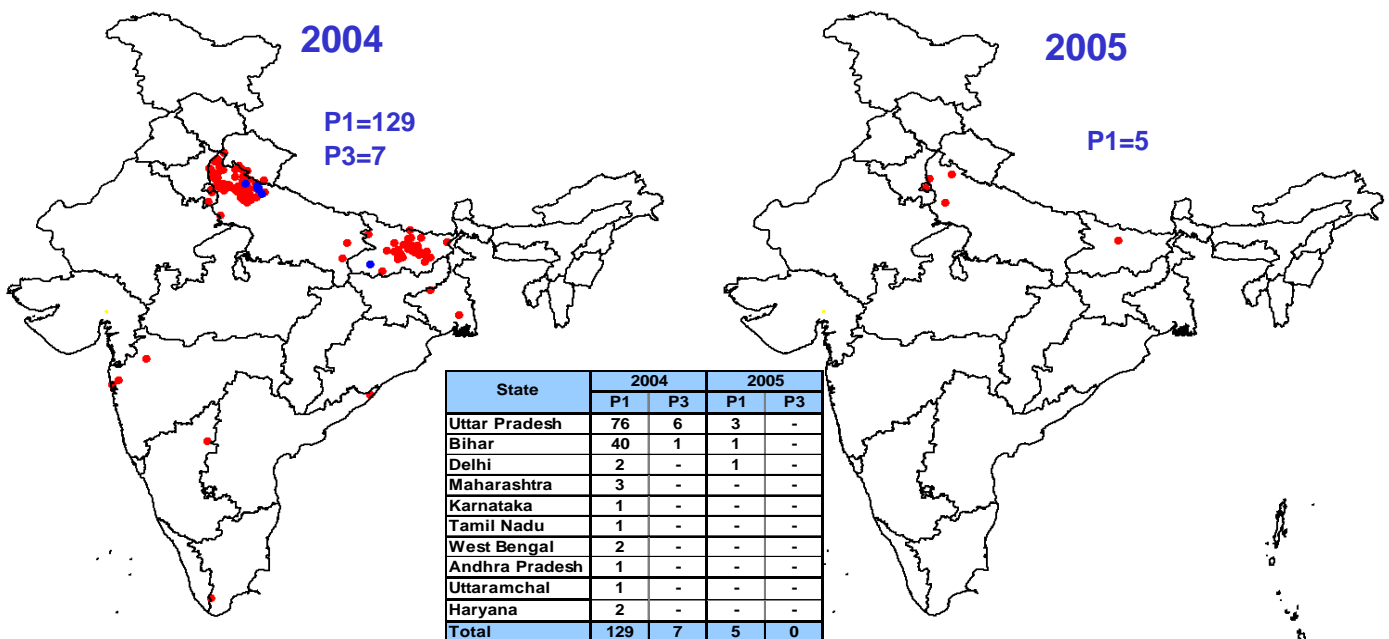 2004
P1=129
P3=7
2005
P1=5
State 2004 2005
P1 P3 P1 P3
Uttar Pradesh 76 6 3 -
Bihar 40 1 1 -
Delhi 2 - 1 -
Maharashtra 3 - - -
Karnataka 1 - - -
Tamil Nadu 1 - - -
West Bengal 2 - - -
Andhra Pradesh 1 - - -
Uttaramchal 1 - - -
Haryana 2 - - -
Total 129 7 5 0